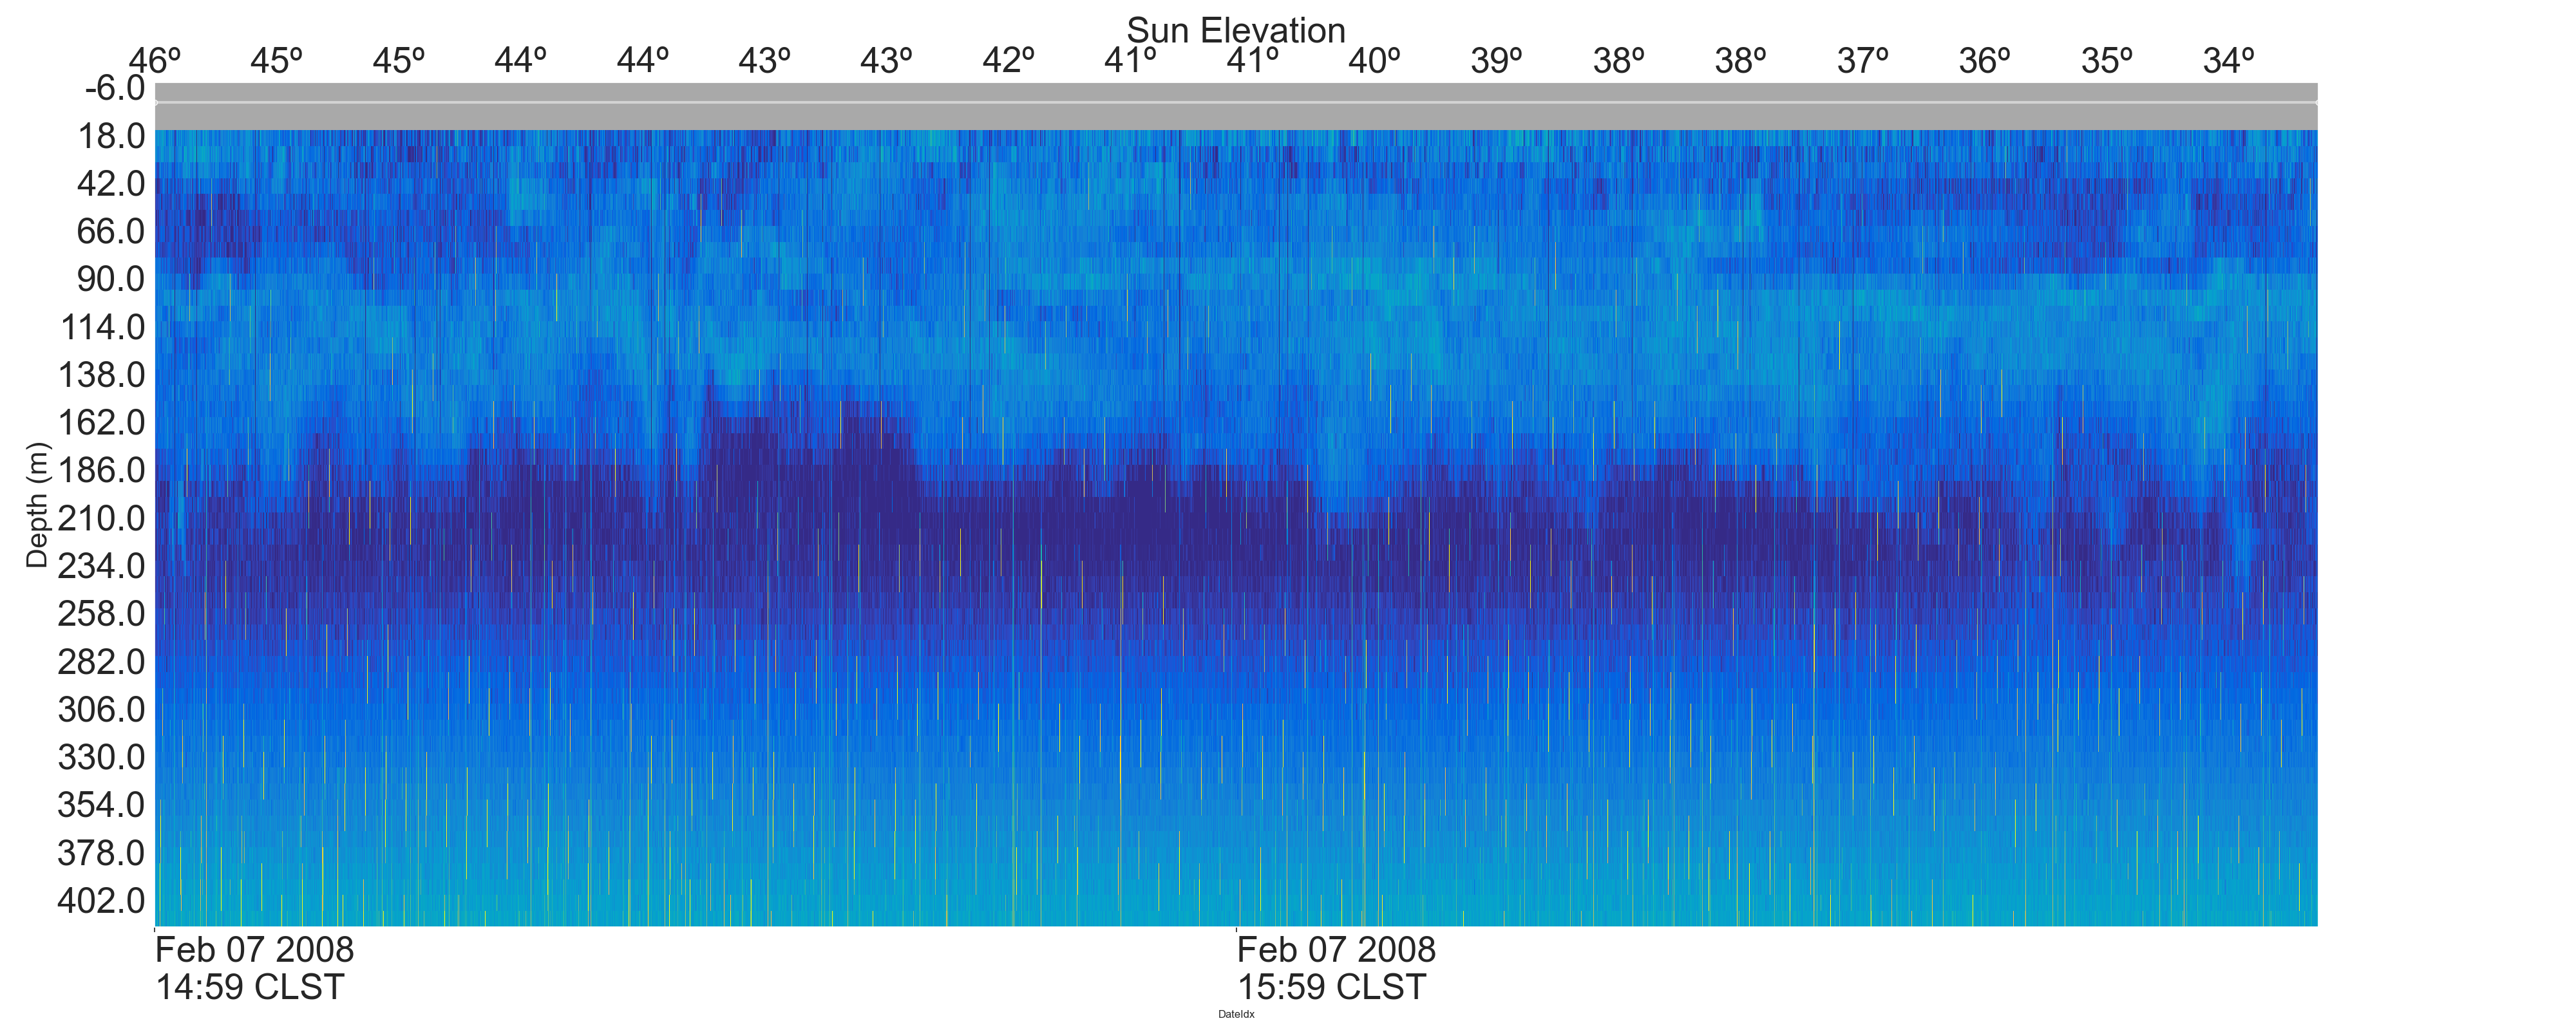 Sun Elevation
46º 45º 45º 44º 44º 43º 43º 42º 41º 41º 40º 39º 38º 38º 37º 36º 35º 34º
-6.0
18.0
42.0
66.0
90.0
114.0
138.0
162.0
186.0
210.0
234.0
258.0
282.0
306.0
330.0
354.0
378.0
402.0
Depth (m)
Feb 07 2008
14:59 CLST
Feb 07 2008
15:59 CLST
DateIdx